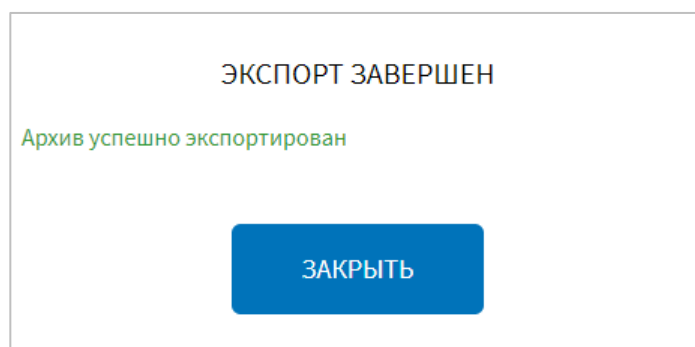 ЭКСПОРТ ЗАВЕРШЕН
Архив успешно экспортирован
ЗАКРЫТЬ